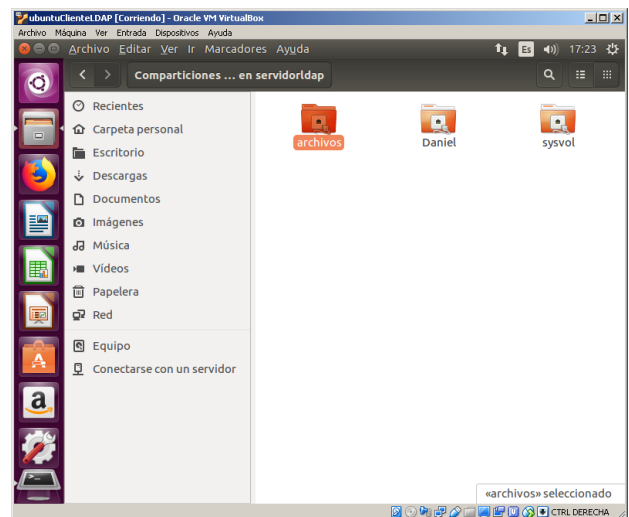 ubuntuClienteLDAP [Corriendo] - Oracle VM VirtualBox
Archivo Máquina Ver Entrada Dispositivos Ayuda
Archivo Editar Ver Ir Marcadores Ayuda Es 17:23
Comparticiones ... en servidorldap
Recientes
Carpeta personal
Escritorio
Descargas
Documentos
Imágenes
Música
Vídeos
Papelera
Red
Equipo
Conectarse con un servidor
archivos Daniel sysvol
«archivos» seleccionado
CTRL DERECHA